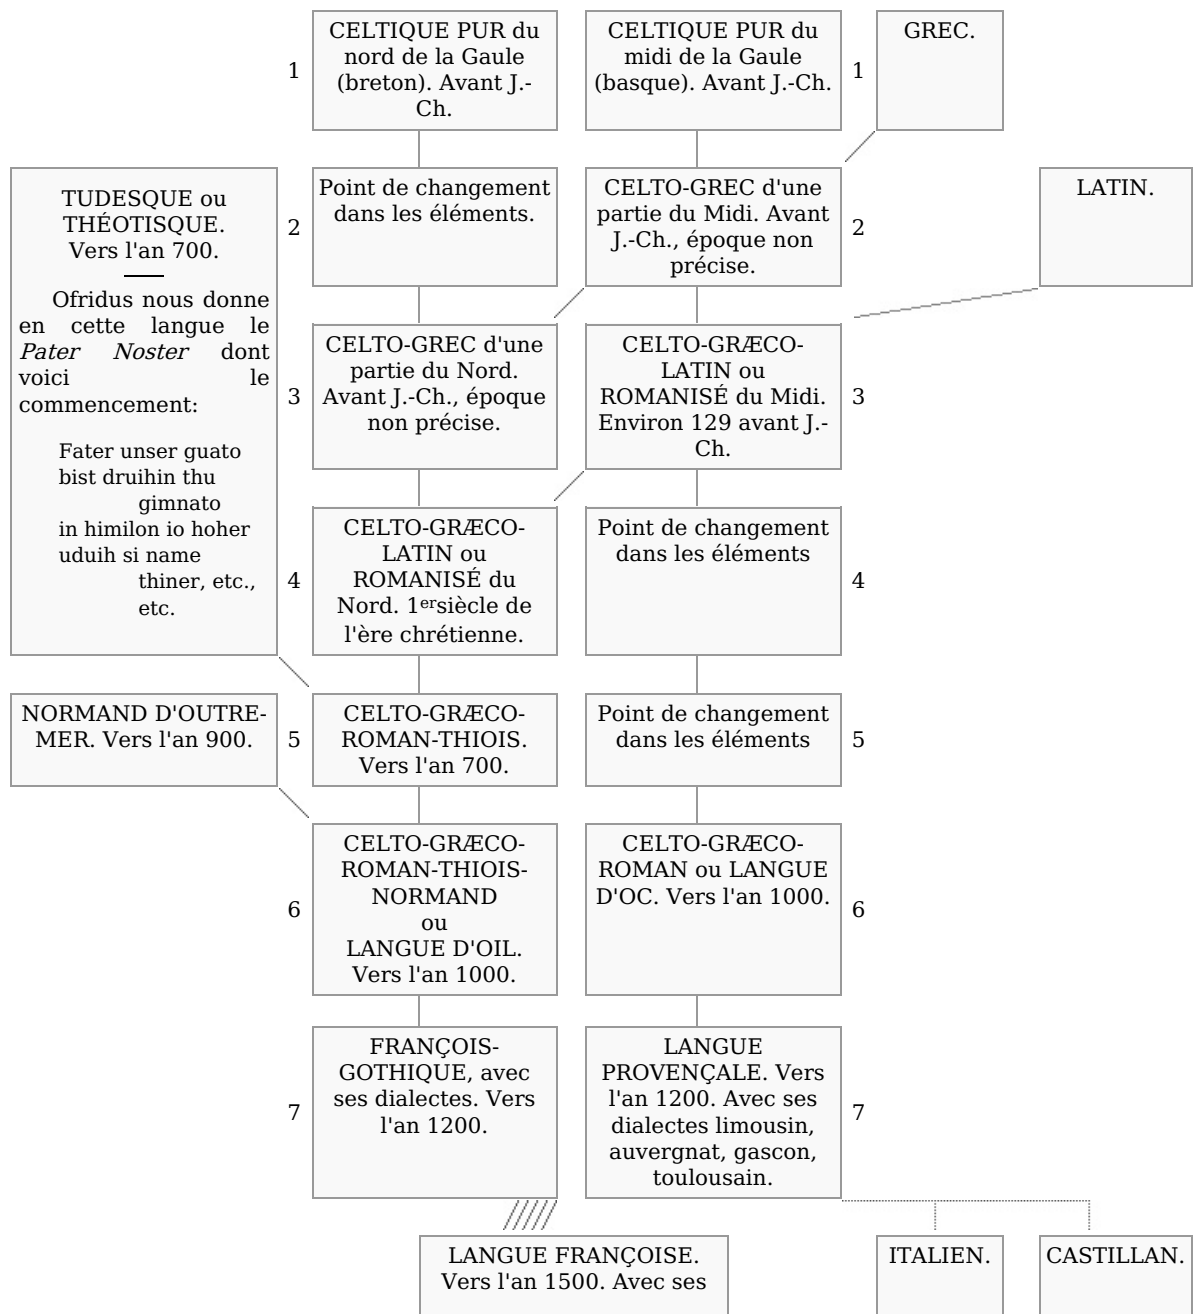 CELTIQUE PUR du
nord de la Gaule
(breton). Avant J.-
Ch.
CELTIQUE PUR du
midi de la Gaule
(basque). Avant J.-Ch.
GREC.
1
1
TUDESQUE ou
THÉOTISQUE.
Vers l'an 700.
Ofridus nous donne
en cette langue le
Pater Noster dont
voici le
commencement:
Fater unser guato
bist druihin thu
gimnato
in himilon io hoher
uduih si name
thiner, etc.,
etc.
2
Point de changement
dans les éléments.
CELTO-GREC d'une
partie du Midi. Avant
J.-Ch., époque non
précise.
2
LATIN.
3
CELTO-GREC d'une
partie du Nord.
Avant J.-Ch., époque
non précise.
CELTO-GRÆCO-
LATIN ou
ROMANISÉ du Midi.
Environ 129 avant J.-
Ch.
3
4
CELTO-GRÆCO-
LATIN ou
ROMANISÉ du
Nord. 1ersiècle de
l'ère chrétienne.
Point de changement
dans les éléments
4
NORMAND D'OUTRE-
MER. Vers l'an 900.
5
CELTO-GRÆCO-
ROMAN-THIOIS.
Vers l'an 700.
Point de changement
dans les éléments
5
6
CELTO-GRÆCO-
ROMAN-THIOIS-
NORMAND
ou
LANGUE D'OIL.
Vers l'an 1000.
CELTO-GRÆCO-
ROMAN ou LANGUE
D'OC. Vers l'an 1000.
6
7
FRANÇOIS-
GOTHIQUE, avec
ses dialectes. Vers
l'an 1200.
LANGUE
PROVENÇALE. Vers
l'an 1200. Avec ses
dialectes limousin,
auvergnat, gascon,
toulousain.
7
LANGUE FRANÇOISE.
Vers l'an 1500. Avec ses
ITALIEN.
CASTILLAN.